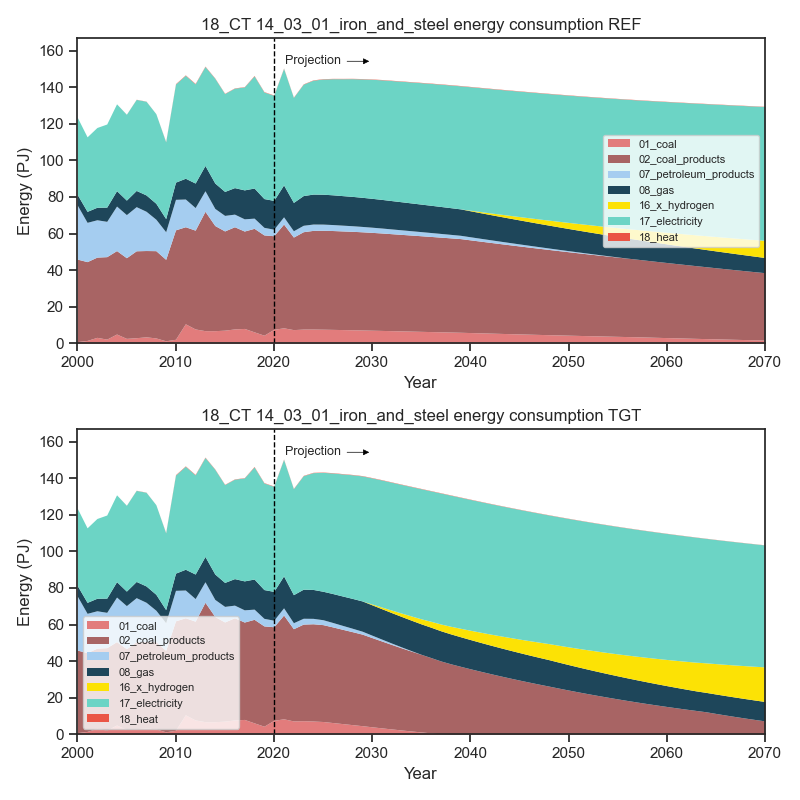 18_CT 14_03_01_iron_and_steel energy consumption REF
160
140
120
100
80
60
40
20
0
Energy (PJ)
Projection
01_coal
02_coal_products
07_petroleum_products
08_gas
16_x_hydrogen
17_electricity
18_heat
2000 2010 2020 2030 2040 2050 2060 2070
Year
18_CT 14_03_01_iron_and_steel energy consumption TGT
160
140
120
100
80
60
40
20
0
Energy (PJ)
Projection
01_coal
02_coal_products
07_petroleum_products
08_gas
16_x_hydrogen
17_electricity
18_heat
2000 2010 2020 2030 2040 2050 2060 2070
Year